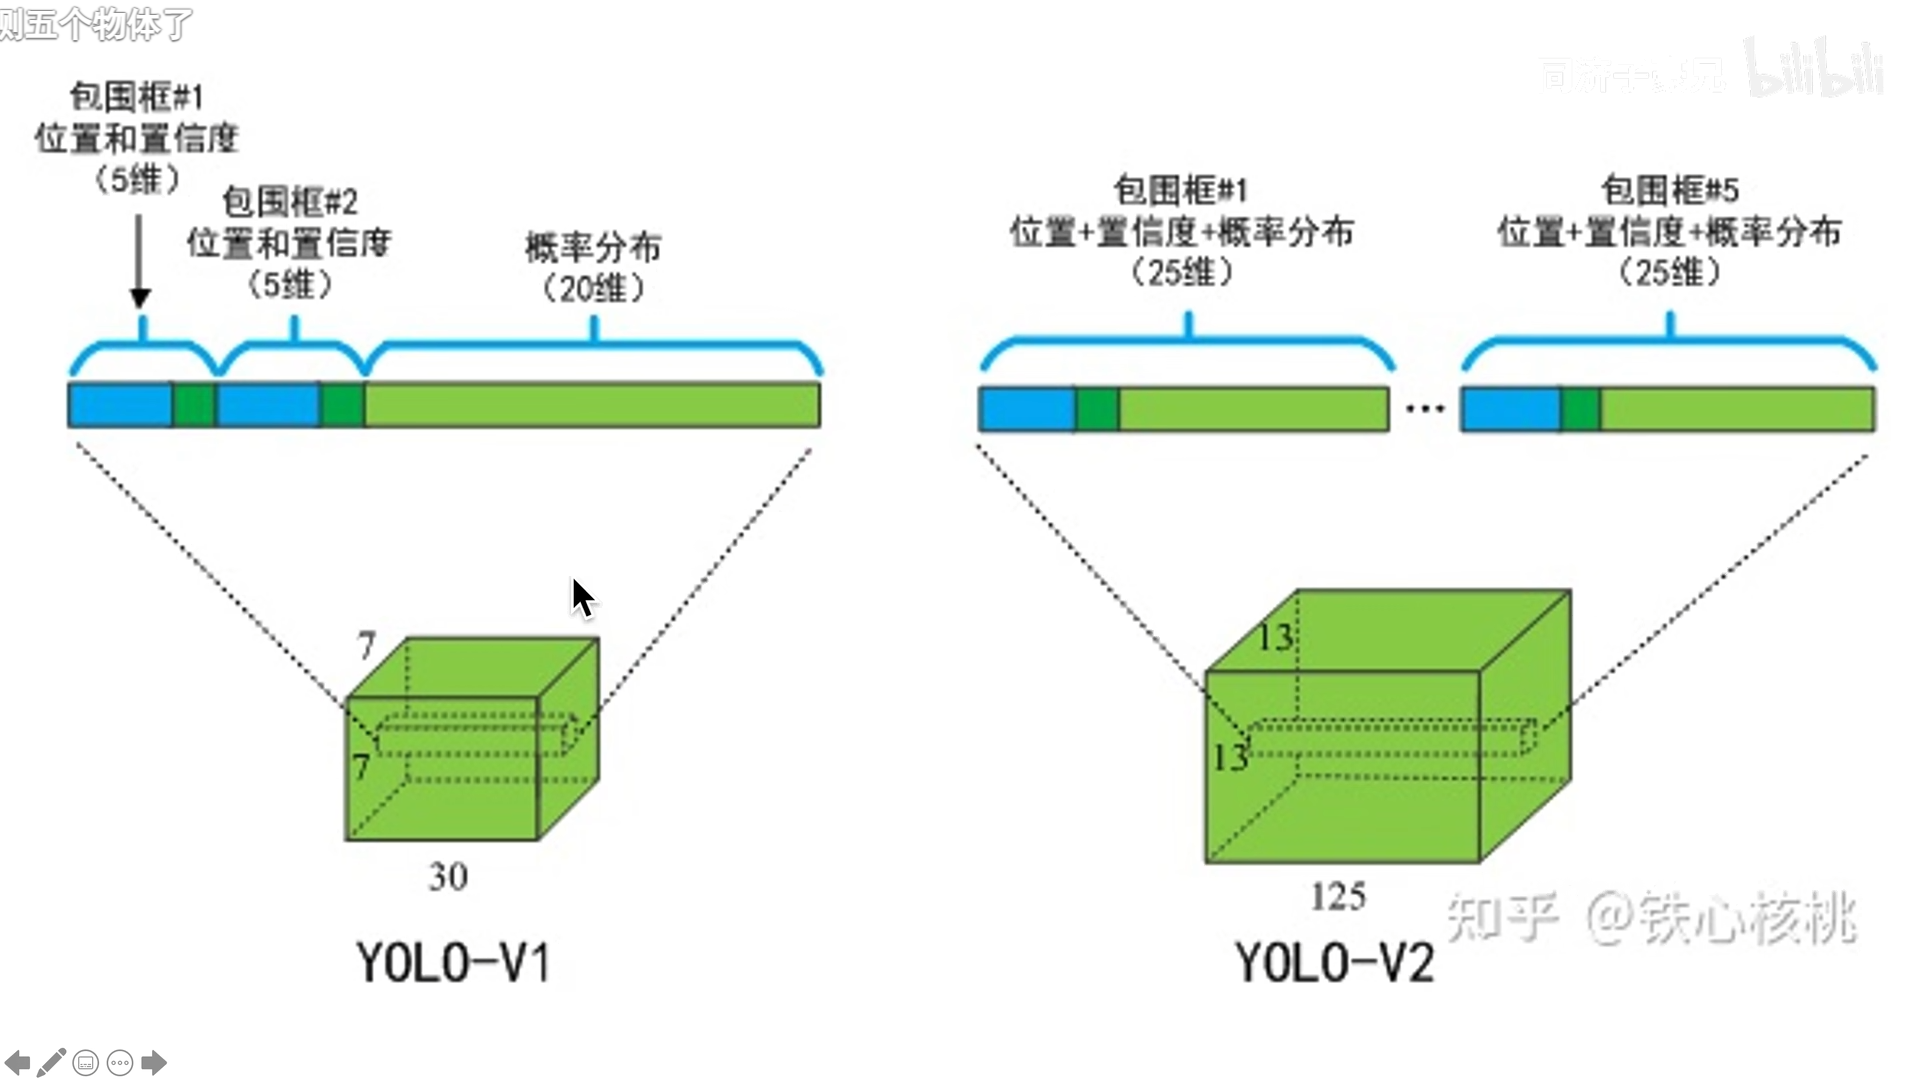 则五个物体了
bilibili
包围框#1
位置和置信度
（5维）
包围框#2
位置和置信度
（5维）
概率分布
（20维）
包围框#1
位置+置信度+概率分布
（25维）
...
包围框#5
位置+置信度+概率分布
（25维）
7
7
30
YOLO-V1
13
13
125
YOLO-V2
知乎 @铁心核桃